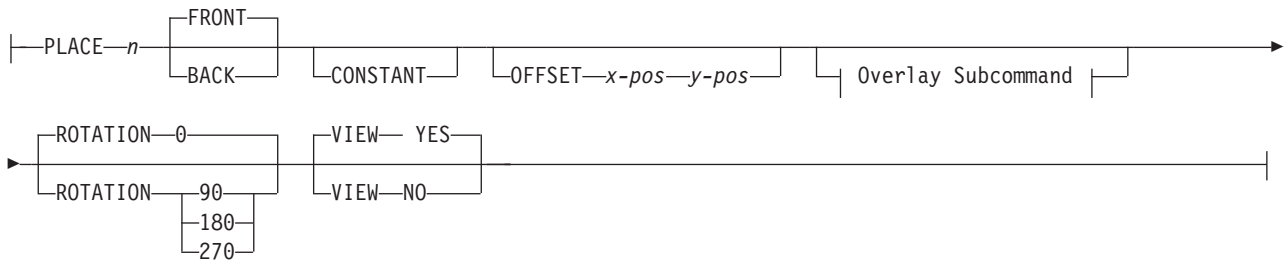 FRONT
PLACE n
BACK CONSTANT OFFSET x-pos y-pos Overlay Subcommand
ROTATION 0 VIEW YES
ROTATION 90 VIEW NO
180
270